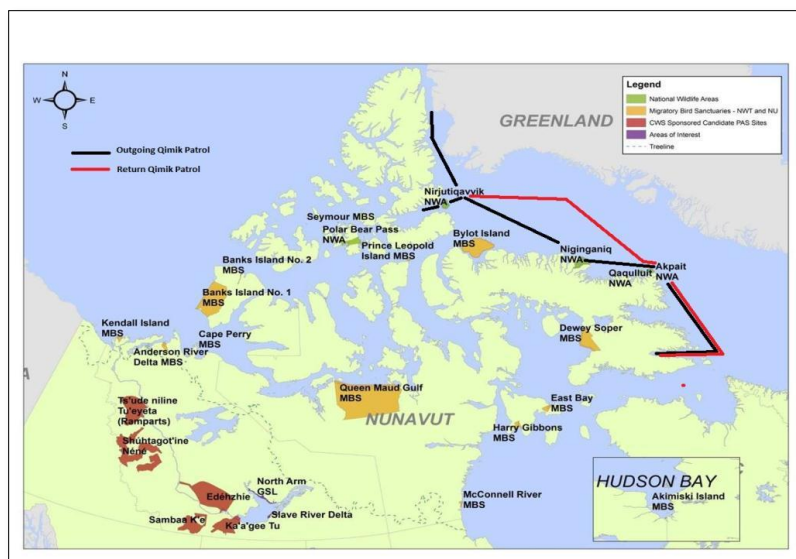 N
W E
S
Outgoing Qimik Patrol
Return Qimik Patrol
Legend
National Wildlife Areas
Migratory Bird Sanctuaries - NWT and NU
CWS Sponsored Candidate PAS Sites
Areas of Interest
Treeline
GREENLAND
Nirjutiqavvik
NWA
Seymour MBS
Polar Bear Pass
NWA
Prince Leopold
Island MBS
Bylot Island
MBS
Niginganiq
NWA
Qaqulluit
NWA
Akpait
NWA
Banks Island No. 2
MBS
Banks Island No. 1
MBS
Kendall Island
MBS
Cape Perry
MBS
Anderson River
Delta MBS
Dewey Soper
MBS
Queen Maud Gulf
MBS
NUNAVUT
East Bay
MBS
Harry Gibbons
MBS
Ts'ude niline
Tu'eyeta
(Ramparts)
Shúhtagot'ine
Néné
Edéhzhie
North Arm
GSL
Slave River Delta
Sambaa K'e
Ka'a'gee Tu
McConnell River
MBS
HUDSON BAY
Akimiski Island
MBS
A